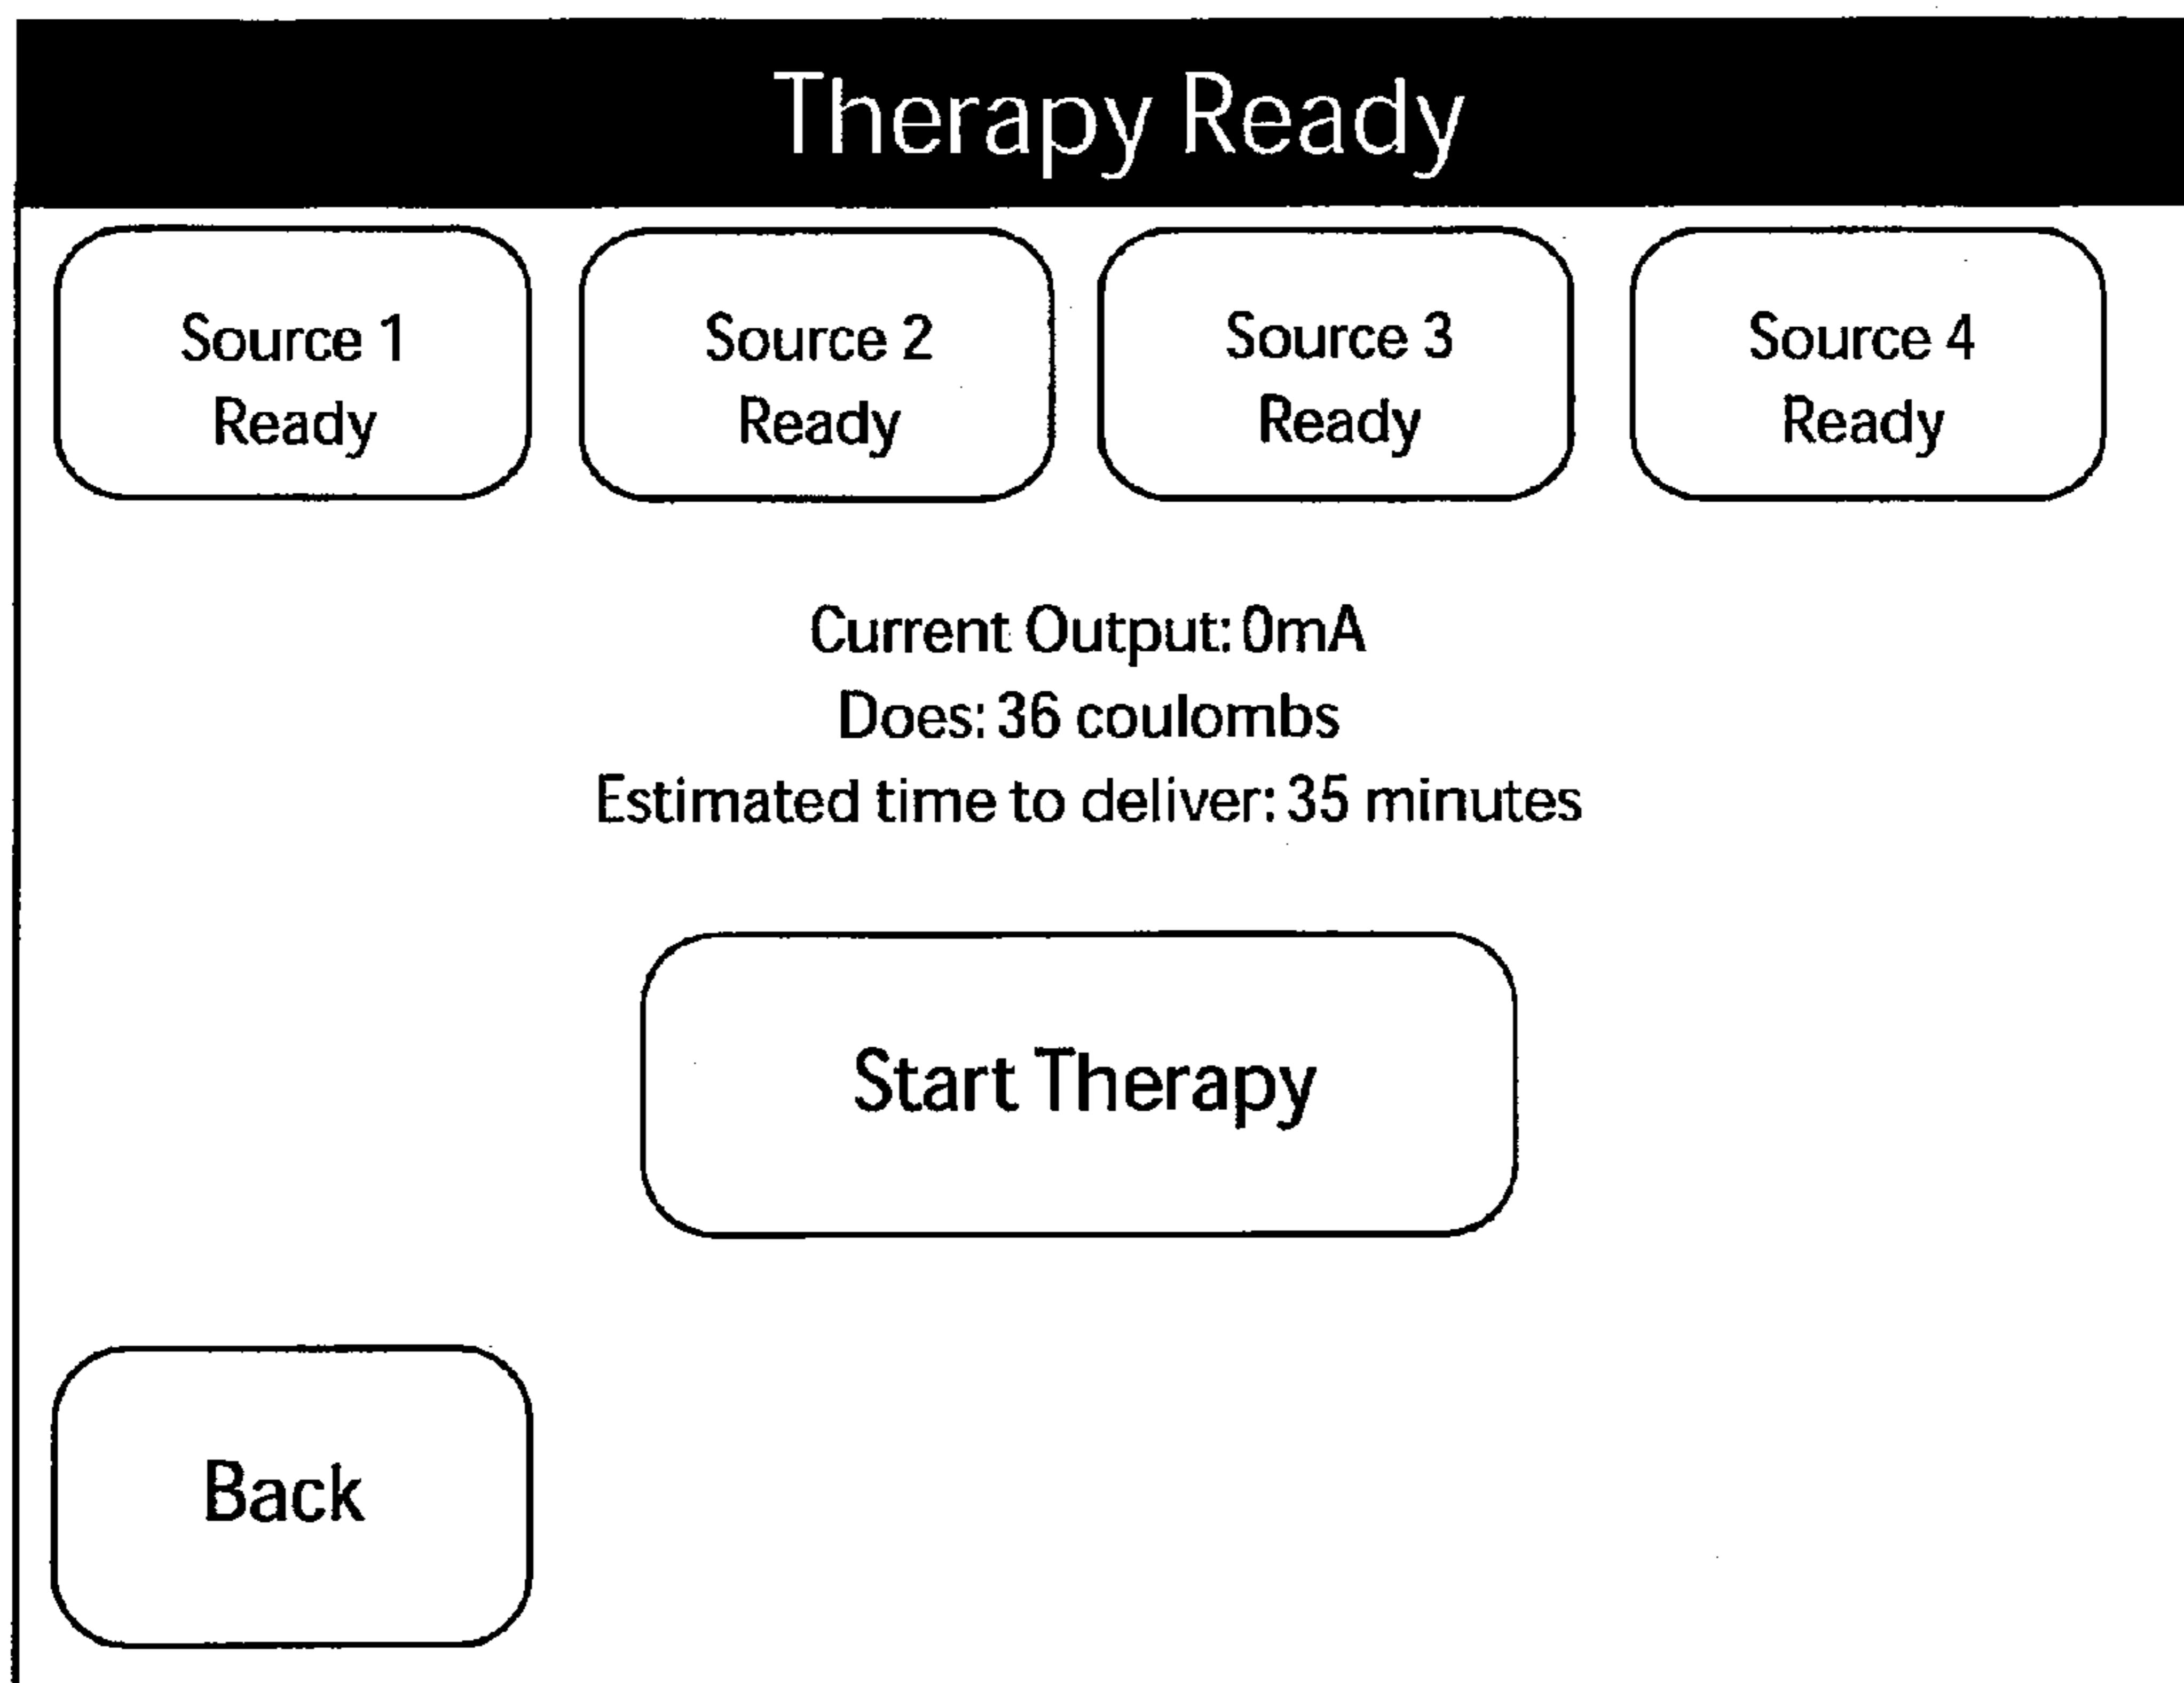 Therapy Ready
Source 1
Ready
Source 2
Ready
Source 3
Ready
Source 4
Ready
Current Output: 0mA
Does: 36 coulombs
Estimated time to deliver: 35 minutes
Start Therapy
Back